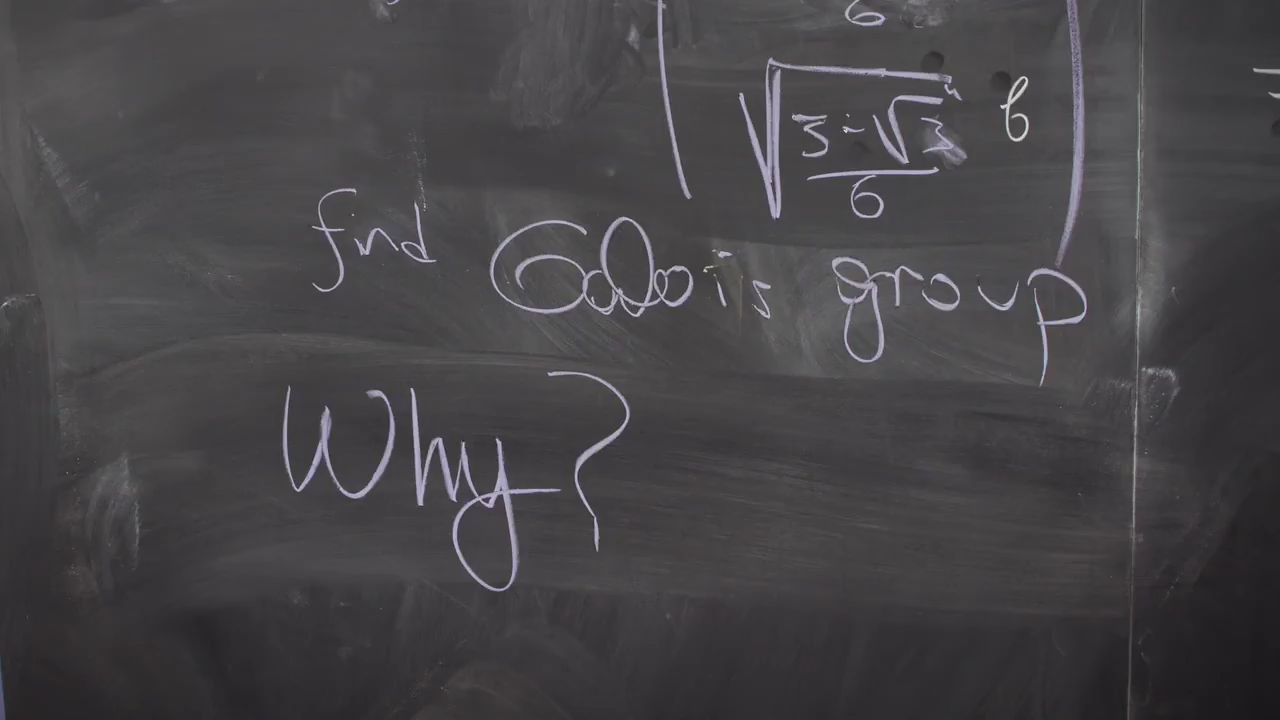 6
√((3-√3)/6) b
find Galois group
Why?